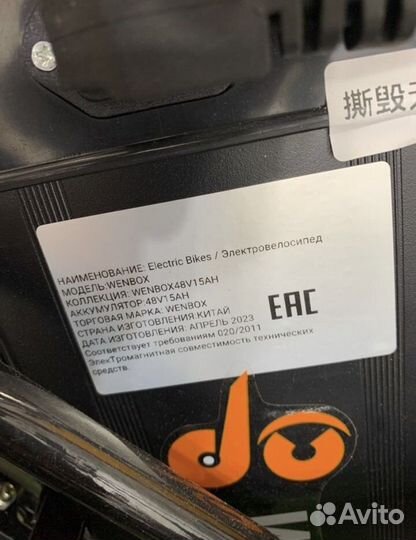 撕毁无
НАИМЕНОВАНИЕ: Electric Bikes / Электровелосипед
МОДЕЛЬ:WENBOX
КОЛЛЕКЦИЯ: WENBOX48V15AH
АККУМУЛЯТОР:48V15AH
ТОРГОВАЯ МАРКА: WENBOX
СТРАНА ИЗГОТОВЛЕНИЯ:КИТАЙ
ДАТА ИЗГОТОВЛЕНИЯ: АПРЕЛЬ 2023
Соответствует требованиям 020/2011
ЭлекТромагнитная совместимость технических
средств.
EAC
Avito